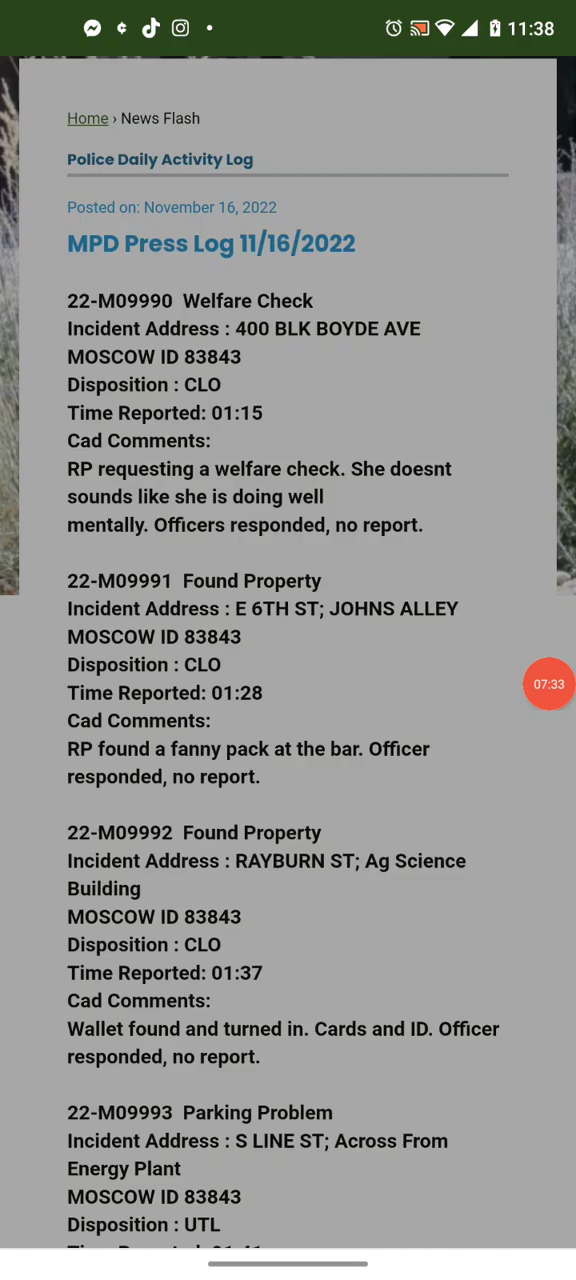 11:38
Home › News Flash
Police Daily Activity Log
Posted on: November 16, 2022
MPD Press Log 11/16/2022
22-M09990  Welfare Check
Incident Address : 400 BLK BOYDE AVE
MOSCOW ID 83843
Disposition : CLO
Time Reported: 01:15
Cad Comments:
RP requesting a welfare check. She doesnt
sounds like she is doing well
mentally. Officers responded, no report.
22-M09991  Found Property
Incident Address : E 6TH ST; JOHNS ALLEY
MOSCOW ID 83843
Disposition : CLO
07:33
Time Reported: 01:28
Cad Comments:
RP found a fanny pack at the bar. Officer
responded, no report.
22-M09992  Found Property
Incident Address : RAYBURN ST; Ag Science
Building
MOSCOW ID 83843
Disposition : CLO
Time Reported: 01:37
Cad Comments:
Wallet found and turned in. Cards and ID. Officer
responded, no report.
22-M09993  Parking Problem
Incident Address : S LINE ST; Across From
Energy Plant
MOSCOW ID 83843
Disposition : UTL